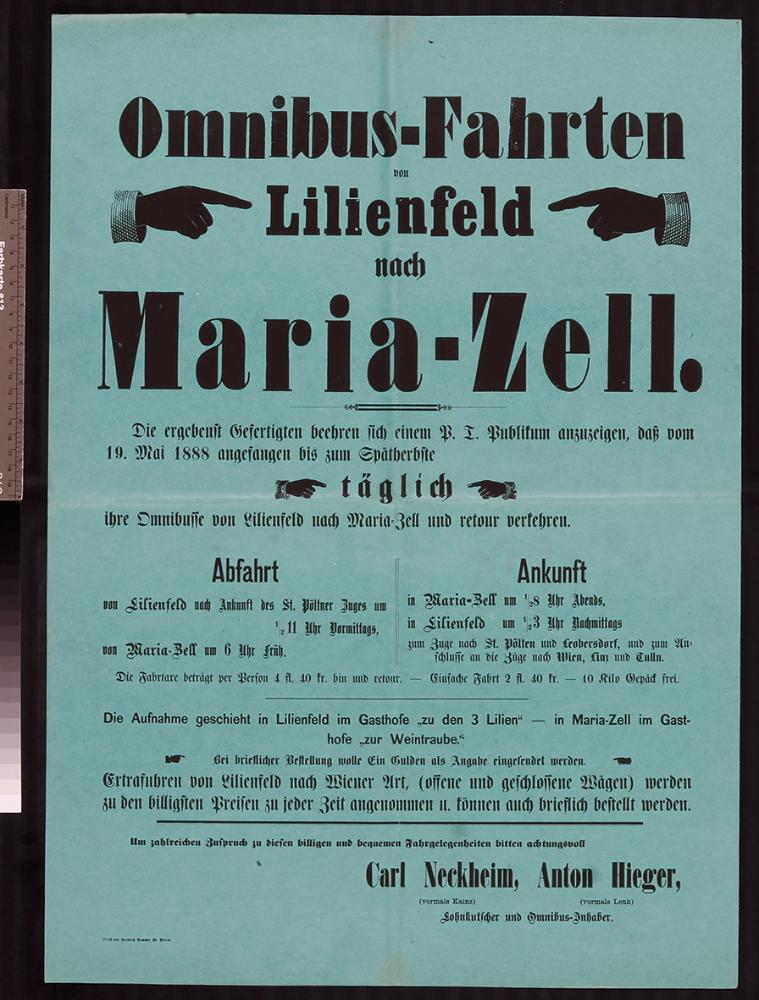 Omnibus-Fahrten
von
Lilienfeld
nach
Maria-Zell.
Die ergebenst Gefertigten beehren sich einem P. T. Publikum anzuzeigen, daß vom
19. Mai 1888 angefangen bis zum Spätherbste
täglich
ihre Omnibusse von Lilienfeld nach Maria-Zell und retour verkehren.
Abfahrt
von Lilienfeld nach Ankunft des St. Pöltner Zuges um
½11 Uhr Vormittags,
von Maria-Zell um 6 Uhr Früh.
Ankunft
in Maria-Zell um ½8 Uhr Abends,
in Lilienfeld um ½3 Uhr Nachmittags
zum Zuge nach St. Pölten und Leobersdorf, und zum An-
schlusse an die Züge nach Wien, Linz und Tulln.
Die Fahrtaxe beträgt per Person 4 fl. 40 kr. hin und retour. — Einfache Fahrt 2 fl. 40 kr. — 10 Kilo Gepäck frei.
Die Aufnahme geschieht in Lilienfeld im Gasthofe „zu den 3 Lilien“ — in Maria-Zell im Gast-
hofe „zur Weintraube.“
Bei brieflicher Bestellung wolle Ein Gulden als Angabe eingesendet werden.
Extrafuhren von Lilienfeld nach Wiener Art, (offene und geschlossene Wägen) werden
zu den billigsten Preisen zu jeder Zeit angenommen u. können auch brieflich bestellt werden.
Um zahlreichen Zuspruch zu diesen billigen und bequemen Fahrgelegenheiten bitten achtungsvoll
Carl Neckheim, Anton Hieger,
(vormals Kainz) (vormals Lenk)
Lohnkutscher und Omnibus-Inhaber.